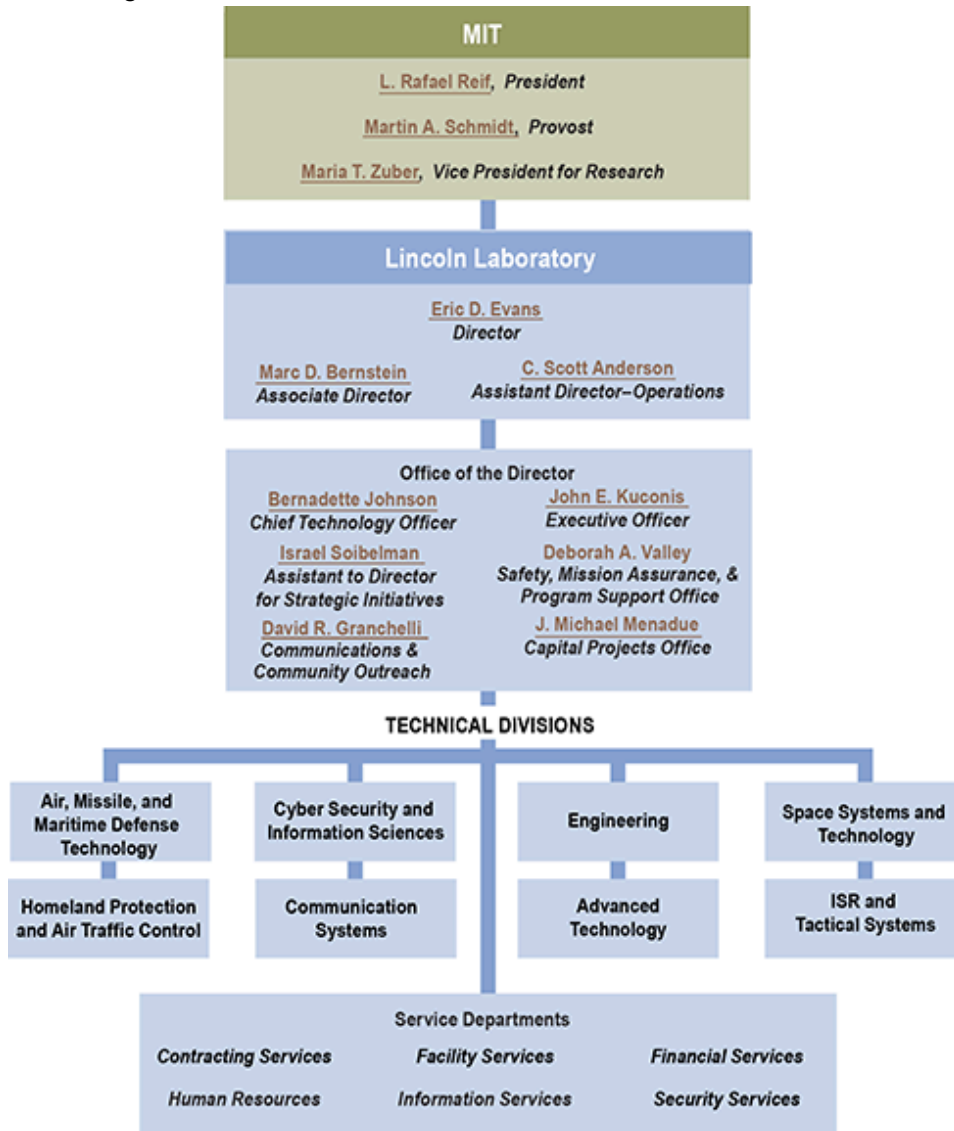 MIT
L. Rafael Reif, President
Martin A. Schmidt, Provost
Maria T. Zuber, Vice President for Research
Lincoln Laboratory
Eric D. Evans
Director
Marc D. Bernstein
Associate Director
C. Scott Anderson
Assistant Director–Operations
Office of the Director
Bernadette Johnson
Chief Technology Officer
John E. Kuconis
Executive Officer
Israel Soibelman
Assistant to Director
for Strategic Initiatives
Deborah A. Valley
Safety, Mission Assurance, &
Program Support Office
David R. Granchelli
Communications &
Community Outreach
J. Michael Menadue
Capital Projects Office
TECHNICAL DIVISIONS
Air, Missile, and
Maritime Defense
Technology
Cyber Security and
Information Sciences
Engineering
Space Systems and
Technology
Homeland Protection
and Air Traffic Control
Communication
Systems
Advanced
Technology
ISR and
Tactical Systems
Service Departments
Contracting Services
Facility Services
Financial Services
Human Resources
Information Services
Security Services